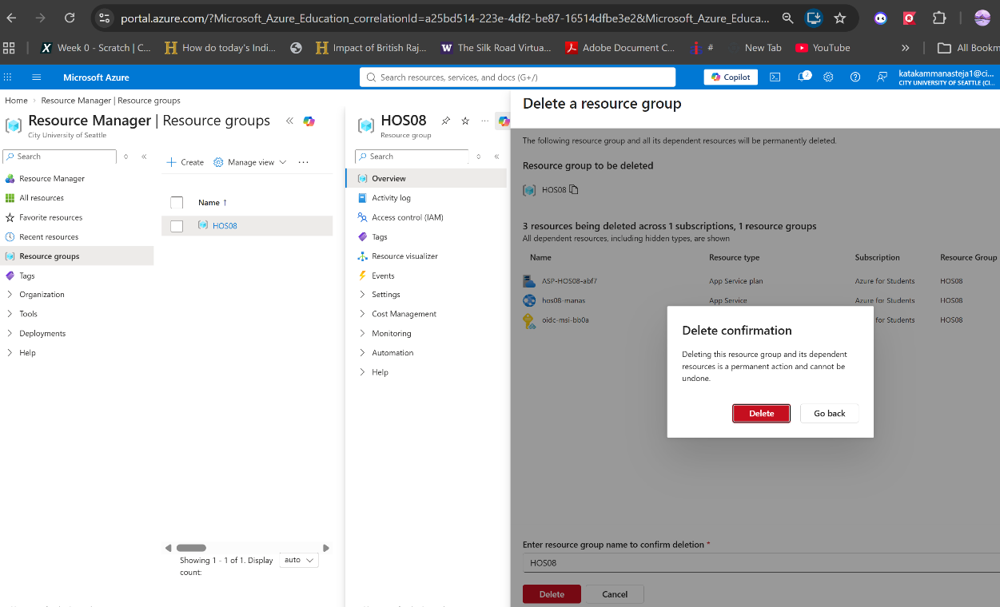 portal.azure.com/?Microsoft_Azure_Education_correlationId=a25bd514-223e-4df2-be87-16514dfbe3e2&Microsoft_Azure_Educa...
Week 0 - Scratch | C...
How do today's Indi...
Impact of British Raj...
The Silk Road Virtua...
Adobe Document C...
#
New Tab
YouTube
»
All Bookm
Microsoft Azure
Search resources, services, and docs (G+/)
Copilot
2
katakammanasteja1@ci...
CITY UNIVERSITY OF SEATTLE (CI...
Home > Resource Manager | Resource groups
Resource Manager | Resource groups
City University of Seattle
Search
Resource Manager
All resources
Favorite resources
Recent resources
Resource groups
Tags
Organization
Tools
Deployments
Help
+ Create
Manage view
...
Name ↑
HOS08
Showing 1 - 1 of 1. Display
count:
auto
HOS08
Resource group
...
Search
Overview
Activity log
Access control (IAM)
Tags
Resource visualizer
Events
Settings
Cost Management
Monitoring
Automation
Help
Delete a resource group
The following resource group and all its dependent resources will be permanently deleted.
Resource group to be deleted
HOS08
3 resources being deleted across 1 subscriptions, 1 resource groups
All dependent resources, including hidden types, are shown
Name Resource type Subscription Resource Group
ASP-HOS08-abf7 App Service plan Azure for Students HOS08
hos08-manas App Service Azure for Students HOS08
oidc-msi-bb0a for Students HOS08
Delete confirmation
Deleting this resource group and its dependent
resources is a permanent action and cannot be
undone.
Delete
Go back
Enter resource group name to confirm deletion *
HOS08
Delete
Cancel